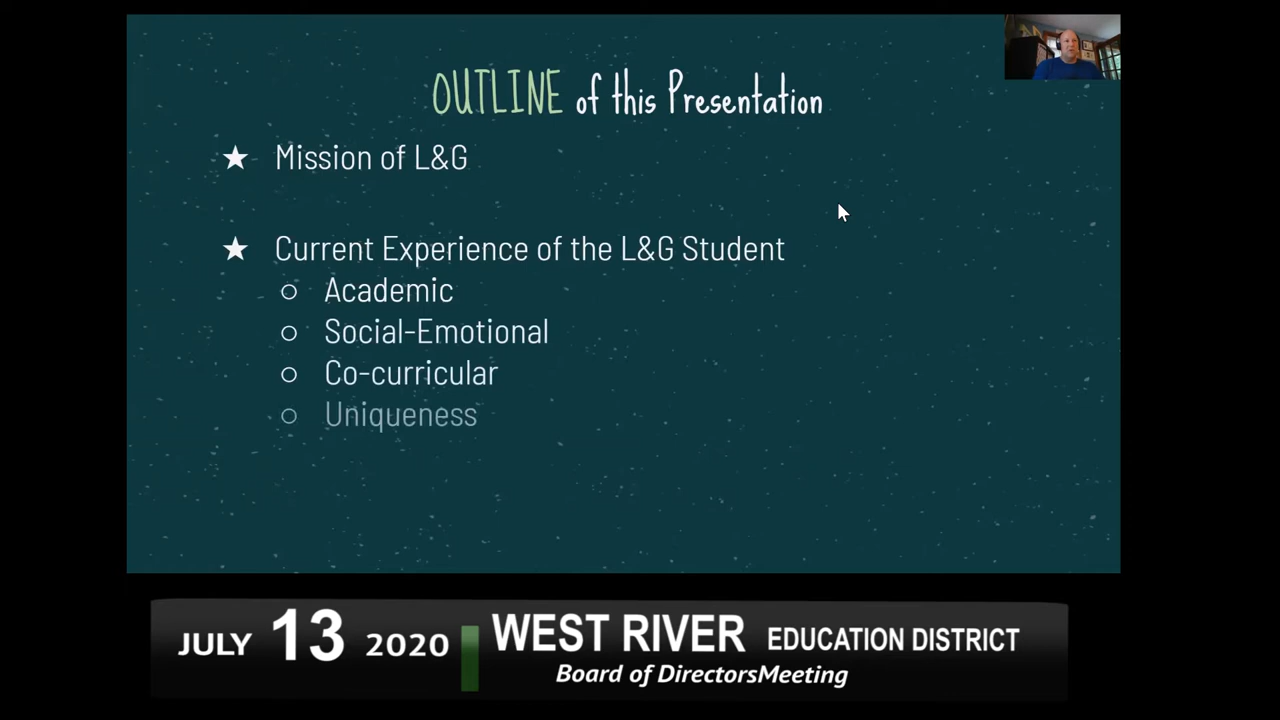 OUTLINE of this Presentation
★ Mission of L&G
★ Current Experience of the L&G Student
○ Academic
○ Social-Emotional
○ Co-curricular
○ Uniqueness
JULY 13 2020 WEST RIVER EDUCATION DISTRICT
Board of DirectorsMeeting